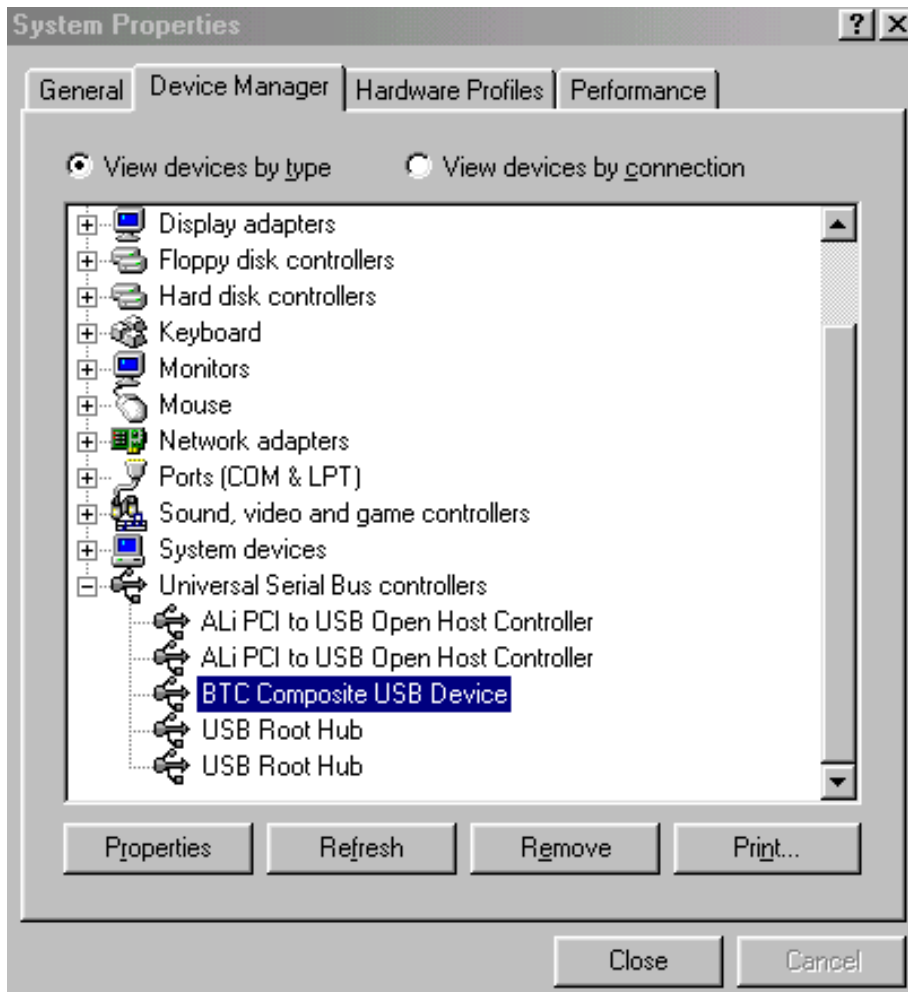 System Properties
General Device Manager Hardware Profiles Performance
View devices by type View devices by connection
Display adapters
Floppy disk controllers
Hard disk controllers
Keyboard
Monitors
Mouse
Network adapters
Ports (COM & LPT)
Sound, video and game controllers
System devices
Universal Serial Bus controllers
ALi PCI to USB Open Host Controller
ALi PCI to USB Open Host Controller
BTC Composite USB Device
USB Root Hub
USB Root Hub
Properties Refresh Remove Print...
Close Cancel